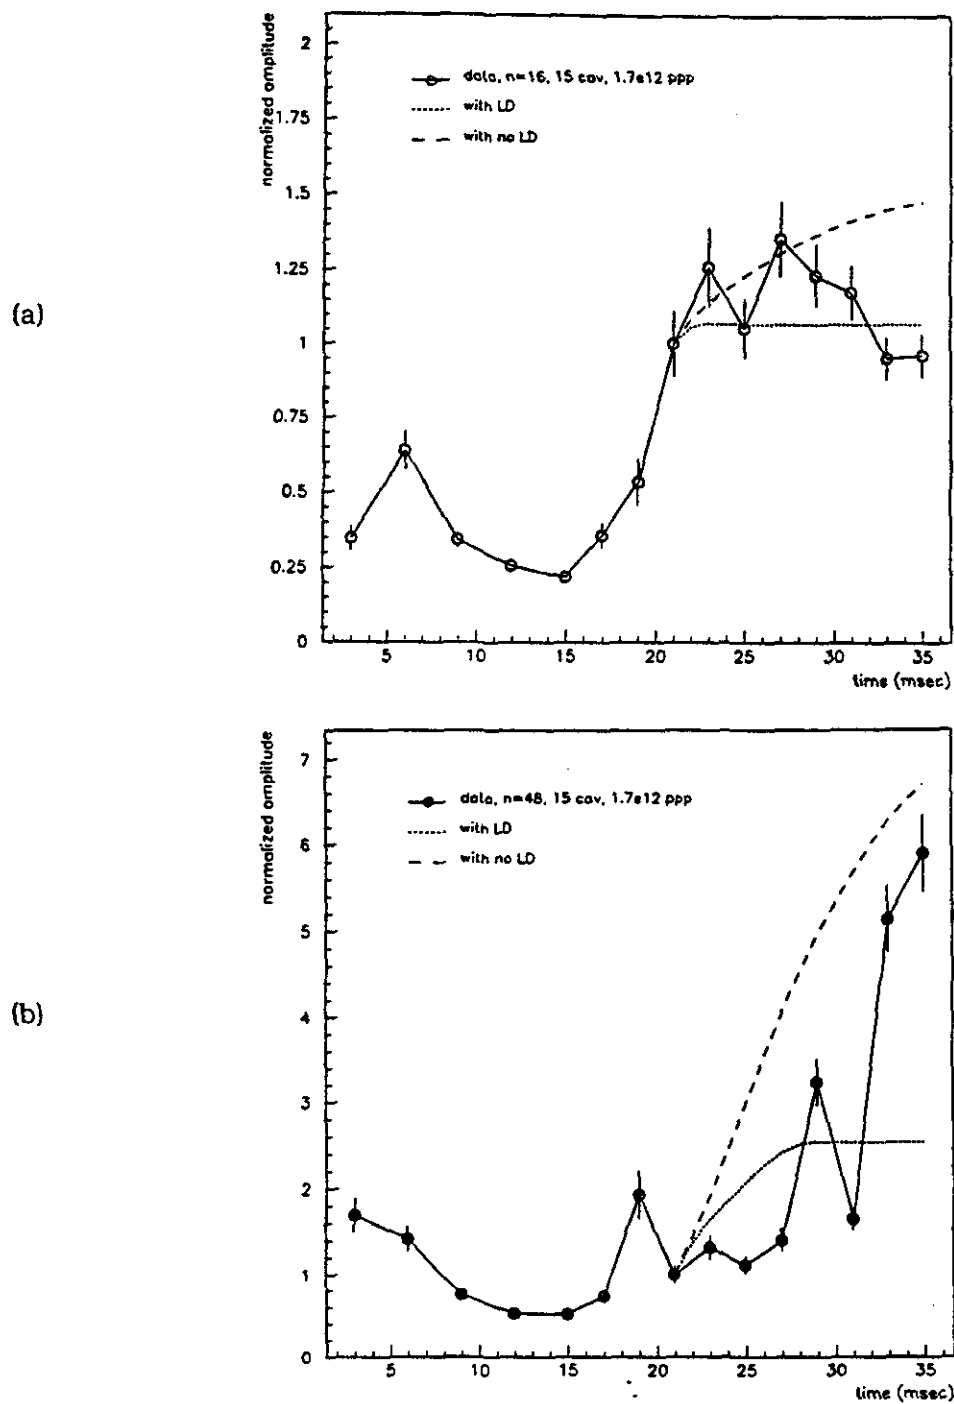 (a)
normalized amplitude
2
1.75
1.5
1.25
1
0.75
0.5
0.25
0
data, n=16, 15 cav, 1.7e12 ppp
with LD
with no LD
5 10 15 20 25 30 35
time (msec)
(b)
normalized amplitude
7
6
5
4
3
2
1
0
data, n=48, 15 cav, 1.7e12 ppp
with LD
with no LD
5 10 15 20 25 30 35
time (msec)